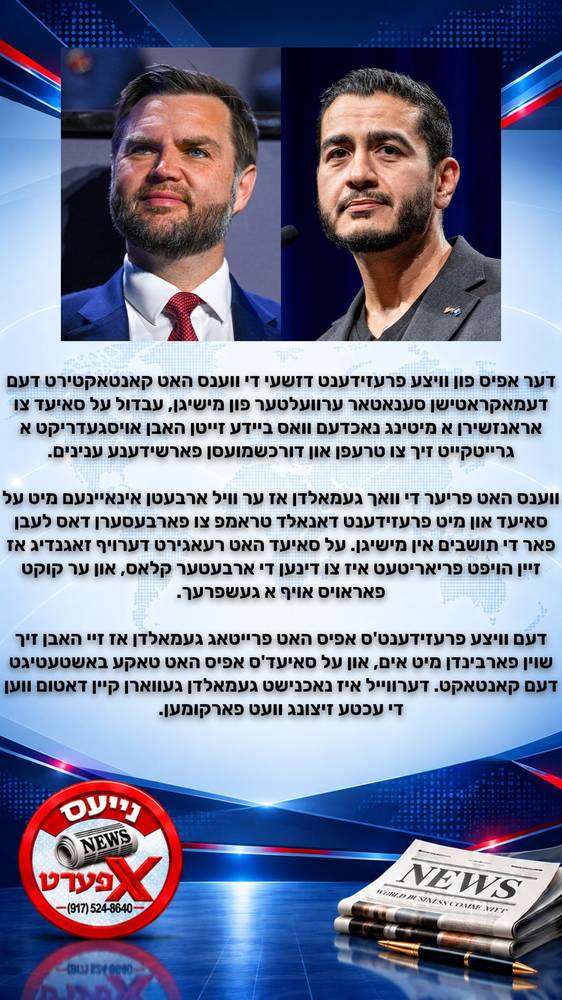 דער אפיס פון וויצע פרעזידענט דזשעי די ווענס האט קאנטאקטירט דעם
דעמאקראטישן סענאטאר ערוועלטער פון מישיגן, עבדול על סאיעד צו
אראנזשירן א מיטינג נאכדעם וואס ביידע זייטן האבן אויסגעדריקט א
גרייטקייט זיך צו טרעפן און דורכשמועסן פארשידענע ענינים.
ווענס האט פריער די וואך געמאלדן אז ער וויל ארבעטן אינאיינעם מיט על
סאיעד און מיט פרעזידענט דאנאלד טראמפ צו פארבעסערן דאס לעבן
פאר די תושבים אין מישיגן. על סאיעד האט רעאגירט דערויף זאגנדיג אז
זיין הויפט פריאריטעט איז צו דינען די ארבעטער קלאס, און ער קוקט
פאראויס אויף א געשפרעך.
דעם וויצע פרעזידענט'ס אפיס האט פרייטאג געמאלדן אז זיי האבן זיך
שוין פארבינדן מיט אים, און על סאיעד'ס אפיס האט טאקע באשטעטיגט
דעם קאנטאקט. דערווייל איז נאכנישט געמאלדן געווארן קיין דאטום ווען
די עכטע זיצונג וועט פארקומען.
נייעס
NEWS
Xפערט
(917) 524-8640
NEWS
WORLD BUSINESS